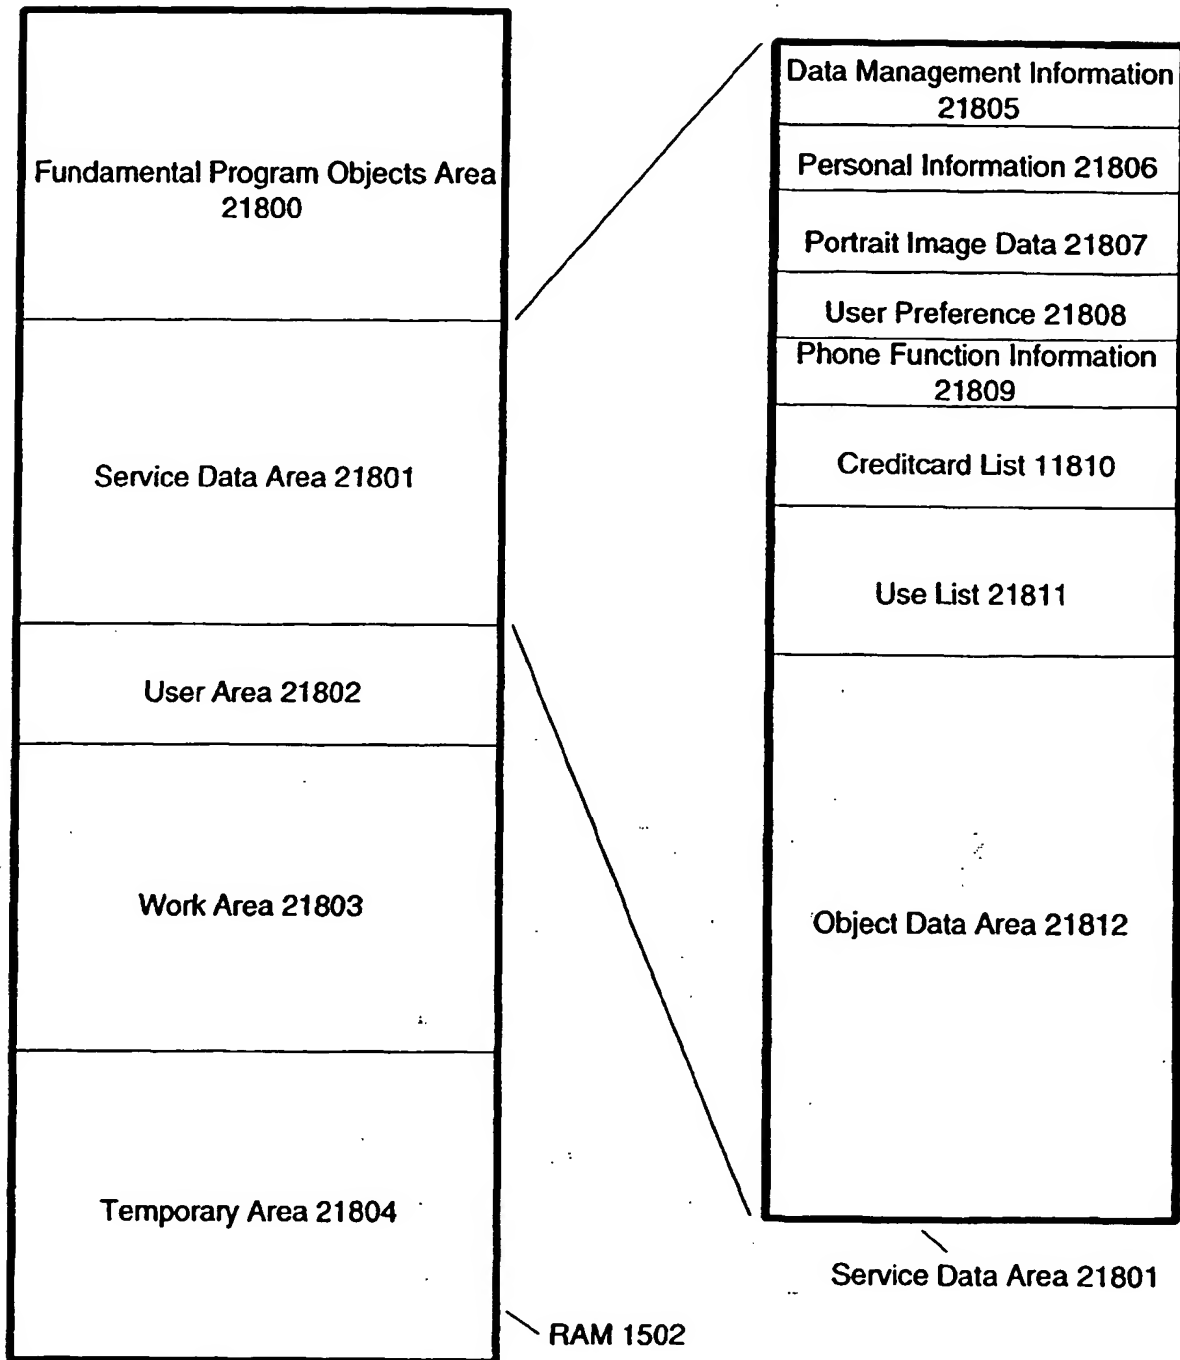 Fundamental Program Objects Area
21800
Service Data Area 21801
User Area 21802
Work Area 21803
Temporary Area 21804
RAM 1502
Data Management Information
21805
Personal Information 21806
Portrait Image Data 21807
User Preference 21808
Phone Function Information
21809
Creditcard List 11810
Use List 21811
Object Data Area 21812
Service Data Area 21801